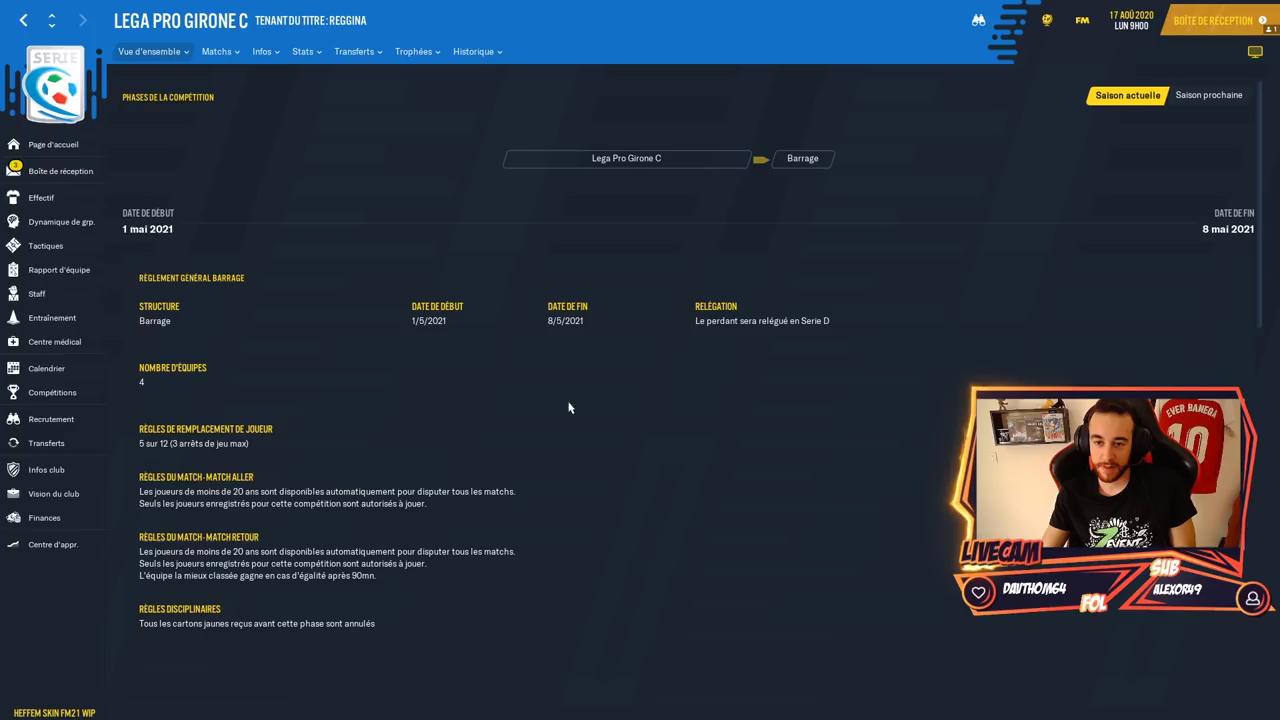 LEGA PRO GIRONE C TENANT DU TITRE : REGGINA
17 AOÛ 2020
LUN 9H00
BOÎTE DE RÉCEPTION
1
FM
Vue d'ensemble Matchs Infos Stats Transferts Trophées Historique
SERIE
C
PHASES DE LA COMPÉTITION
Saison actuelle Saison prochaine
Page d'accueil
3
Boîte de réception
Effectif
Dynamique de grp.
Tactiques
Rapport d'équipe
Staff
Entraînement
Centre médical
Calendrier
Compétitions
Recrutement
Transferts
Infos club
Vision du club
Finances
Centre d'appr.
HEFFEM SKIN FM21 WIP
Lega Pro Girone C Barrage
DATE DE DÉBUT DATE DE FIN
1 mai 2021 8 mai 2021
RÈGLEMENT GÉNÉRAL BARRAGE
STRUCTURE DATE DE DÉBUT DATE DE FIN RELÉGATION
Barrage 1/5/2021 8/5/2021 Le perdant sera relégué en Serie D
NOMBRE D'ÉQUIPES
4
RÈGLES DE REMPLACEMENT DE JOUEUR
5 sur 12 (3 arrêts de jeu max)
RÈGLES DU MATCH - MATCH ALLER
Les joueurs de moins de 20 ans sont disponibles automatiquement pour disputer tous les matchs.
Seuls les joueurs enregistrés pour cette compétition sont autorisés à jouer.
RÈGLES DU MATCH - MATCH RETOUR
Les joueurs de moins de 20 ans sont disponibles automatiquement pour disputer tous les matchs.
Seuls les joueurs enregistrés pour cette compétition sont autorisés à jouer.
L'équipe la mieux classée gagne en cas d'égalité après 90mn.
RÈGLES DISCIPLINAIRES
Tous les cartons jaunes reçus avant cette phase sont annulés
EVER BANEGA
10
7EVENT
LIVECAM
DAVTHOM64
FOL
SUB
ALEXOR49